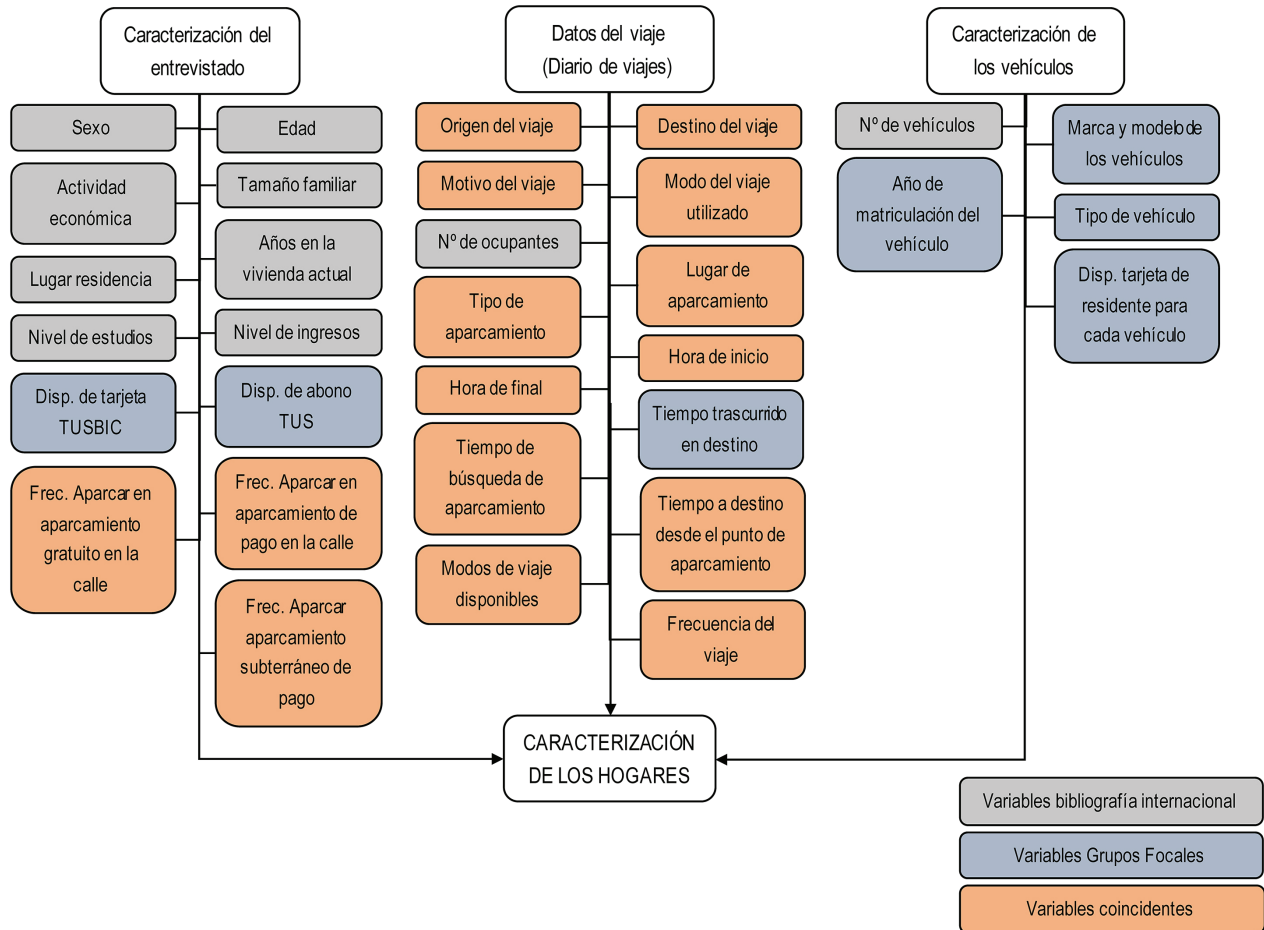 Caracterización del
entrevistado
Sexo
Edad
Actividad
económica
Tamaño familiar
Lugar residencia
Años en la
vivienda actual
Nivel de estudios
Nivel de ingresos
Disp. de tarjeta
TUSBIC
Disp. de abono
TUS
Frec. Aparcar en
aparcamiento
gratuito en la
calle
Frec. Aparcar en
aparcamiento de
pago en la calle
Frec. Aparcar
aparcamiento
subterráneo de
pago
Datos del viaje
(Diario de viajes)
Origen del viaje
Destino del viaje
Motivo del viaje
Modo del viaje
utilizado
Nº de ocupantes
Lugar de
aparcamiento
Tipo de
aparcamiento
Hora de inicio
Hora de final
Tiempo trascurrido
en destino
Tiempo de
búsqueda de
aparcamiento
Tiempo a destino
desde el punto de
aparcamiento
Modos de viaje
disponibles
Frecuencia del
viaje
Caracterización de
los vehículos
Nº de vehículos
Marca y modelo de
los vehículos
Año de
matriculación del
vehículo
Tipo de vehículo
Disp. tarjeta de
residente para
cada vehículo
CARACTERIZACIÓN
DE LOS HOGARES
Variables bibliografía internacional
Variables Grupos Focales
Variables coincidentes